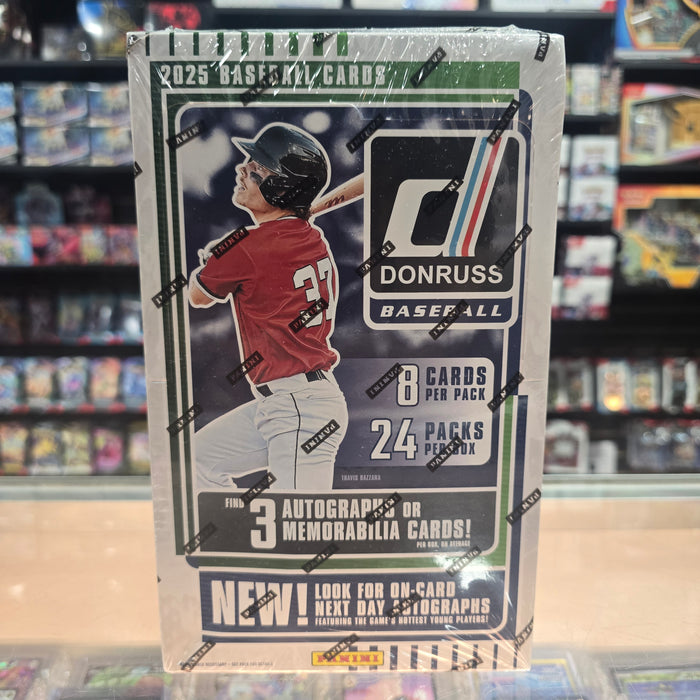 2025 BASEBALL CARDS
37
DONRUSS
BASEBALL
8 CARDS
PER PACK
24 PACKS
PER BOX
TRAVIS BAZZANA
FIND
3 AUTOGRAPHS OR
MEMORABILIA CARDS!
PER BOX, ON AVERAGE
NEW! LOOK FOR ON-CARD
NEXT DAY AUTOGRAPHS
FEATURING THE GAME'S HOTTEST YOUNG PLAYERS!
PANINI